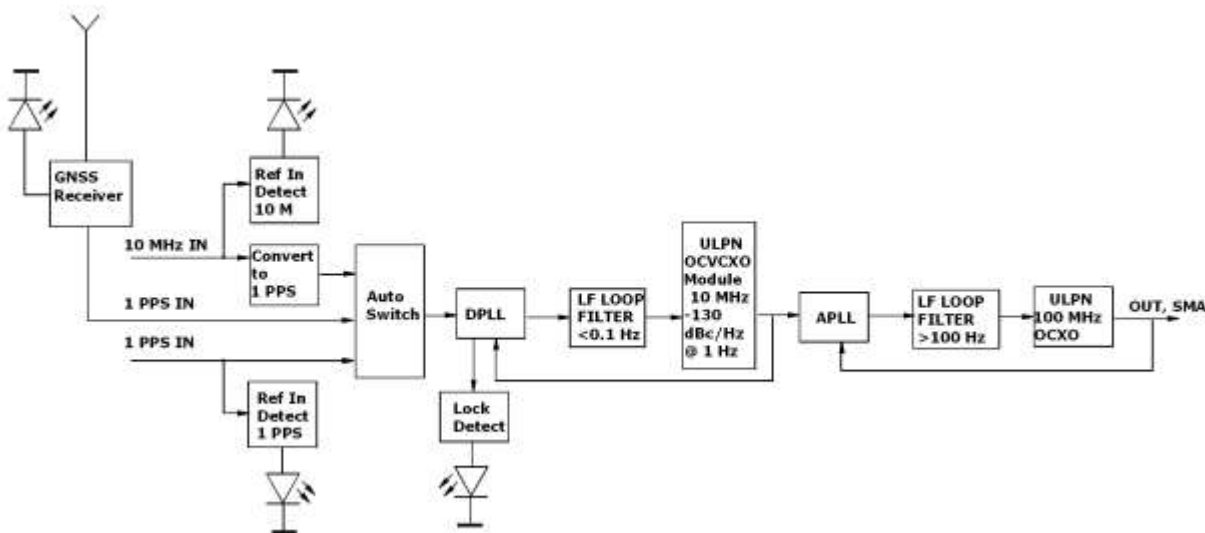 GNSS
Receiver
Ref In
Detect
10 M
10 MHz IN
Convert
to
1 PPS
1 PPS IN
1 PPS IN
Ref In
Detect
1 PPS
Auto
Switch
DPLL
Lock
Detect
LF LOOP
FILTER
<0.1 Hz
ULPN
OCVCXO
Module
10 MHz
-130
dBc/Hz
@ 1 Hz
APLL
LF LOOP
FILTER
>100 Hz
ULPN
100 MHz
OCXO
OUT, SMA